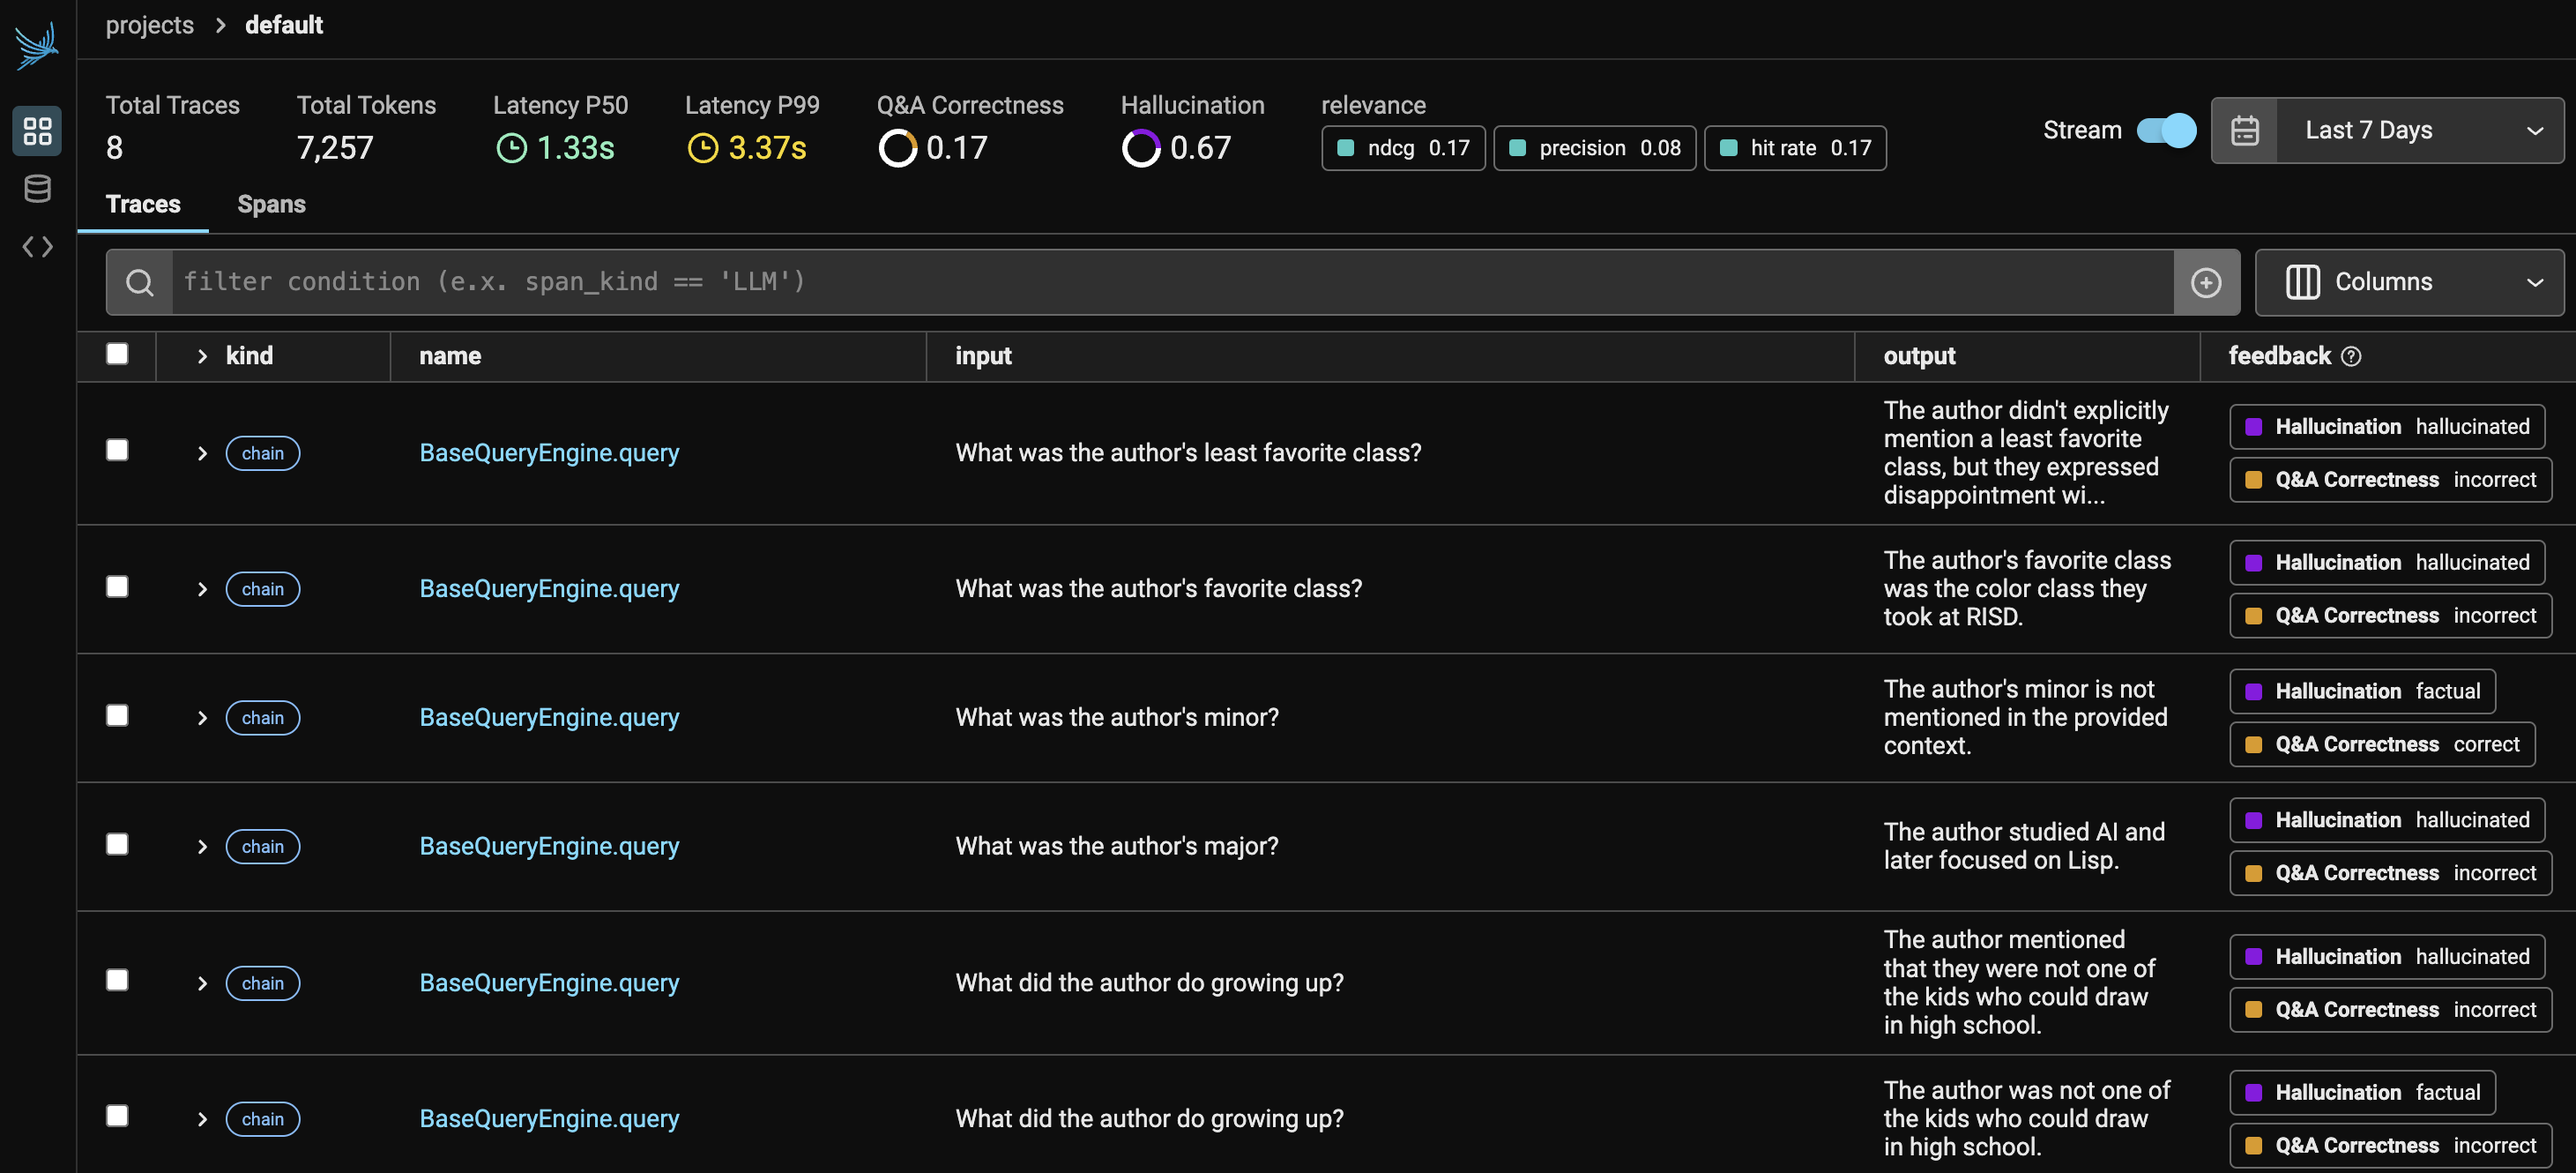 projects > default
Total Traces
8
Total Tokens
7,257
Latency P50
1.33s
Latency P99
3.37s
Q&A Correctness
0.17
Hallucination
0.67
relevance
ndcg 0.17
precision 0.08
hit rate 0.17
Stream
Last 7 Days
Traces
Spans
filter condition (e.x. span_kind == 'LLM')
Columns
kind
name
input
output
feedback
chain
BaseQueryEngine.query
What was the author's least favorite class?
The author didn't explicitly
mention a least favorite
class, but they expressed
disappointment wi...
Hallucination hallucinated
Q&A Correctness incorrect
chain
BaseQueryEngine.query
What was the author's favorite class?
The author's favorite class
was the color class they
took at RISD.
Hallucination hallucinated
Q&A Correctness incorrect
chain
BaseQueryEngine.query
What was the author's minor?
The author's minor is not
mentioned in the provided
context.
Hallucination factual
Q&A Correctness correct
chain
BaseQueryEngine.query
What was the author's major?
The author studied AI and
later focused on Lisp.
Hallucination hallucinated
Q&A Correctness incorrect
chain
BaseQueryEngine.query
What did the author do growing up?
The author mentioned
that they were not one of
the kids who could draw
in high school.
Hallucination hallucinated
Q&A Correctness incorrect
chain
BaseQueryEngine.query
What did the author do growing up?
The author was not one of
the kids who could draw
in high school.
Hallucination factual
Q&A Correctness incorrect